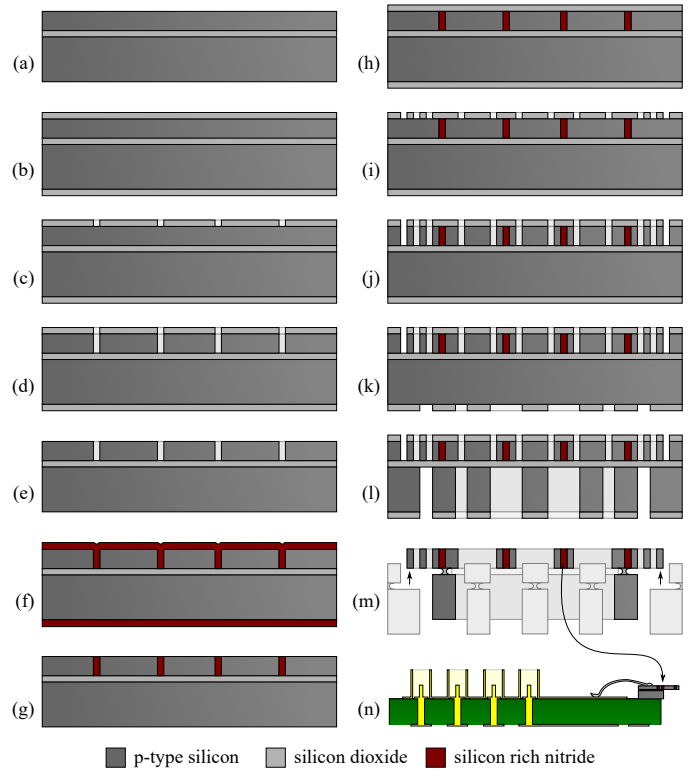 (a)
(b)
(c)
(d)
(e)
(f)
(g)
(h)
(i)
(j)
(k)
(l)
(m)
(n)
p-type silicon
silicon dioxide
silicon rich nitride